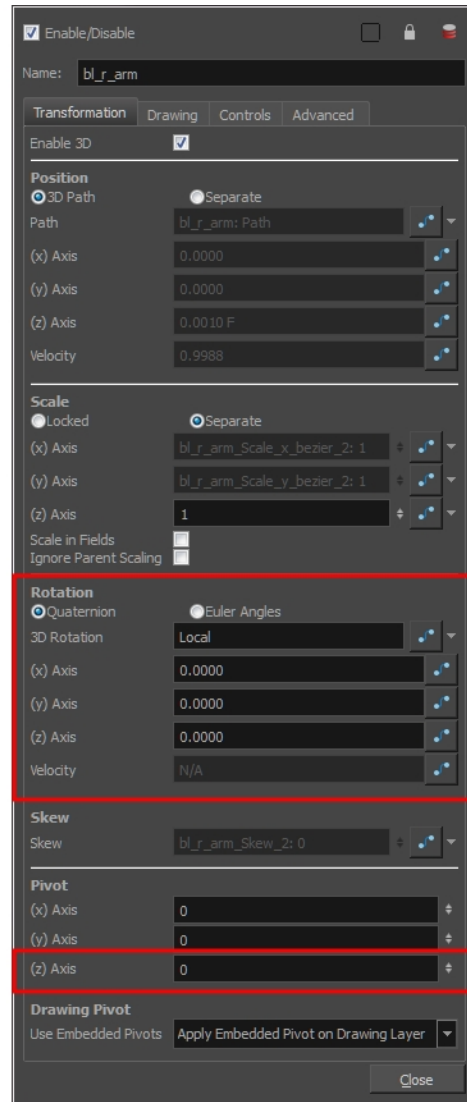 Enable/Disable
Name: bl_r_arm
Transformation Drawing Controls Advanced
Enable 3D
Position
3D Path Separate
Path bl_r_arm: Path
(x) Axis 0.0000
(y) Axis 0.0000
(z) Axis 0.0010 F
Velocity 0.9988
Scale
Locked Separate
(x) Axis bl_r_arm_Scale_x_bezier_2: 1
(y) Axis bl_r_arm_Scale_y_bezier_2: 1
(z) Axis 1
Scale in Fields
Ignore Parent Scaling
Rotation
Quaternion Euler Angles
3D Rotation Local
(x) Axis 0.0000
(y) Axis 0.0000
(z) Axis 0.0000
Velocity N/A
Skew
Skew bl_r_arm_Skew_2: 0
Pivot
(x) Axis 0
(y) Axis 0
(z) Axis 0
Drawing Pivot
Use Embedded Pivots Apply Embedded Pivot on Drawing Layer
Close